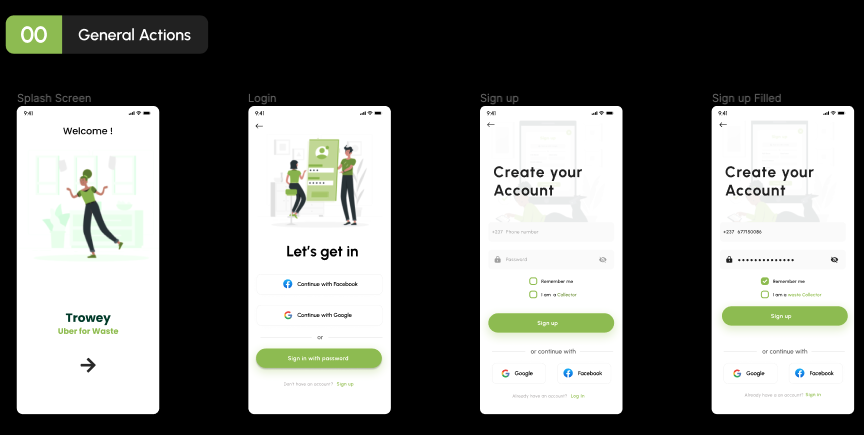 00
General Actions
Splash Screen
9:41
Welcome !
Trowey
Uber for Waste
Login
9:41
Let's get in
Continue with Facebook
Continue with Google
or
Sign in with password
Don't have an account? Sign up
Sign up
9:41
Create your
Account
+237 Phone number
Password
Remember me
I am a Collector
Sign up
or continue with
Google
Facebook
Already have an account? Log in
Sign up Filled
9:41
Create your
Account
+237 677150086
Remember me
I am a waste Collector
Sign up
or continue with
Google
Facebook
Already have a an account? Sign in